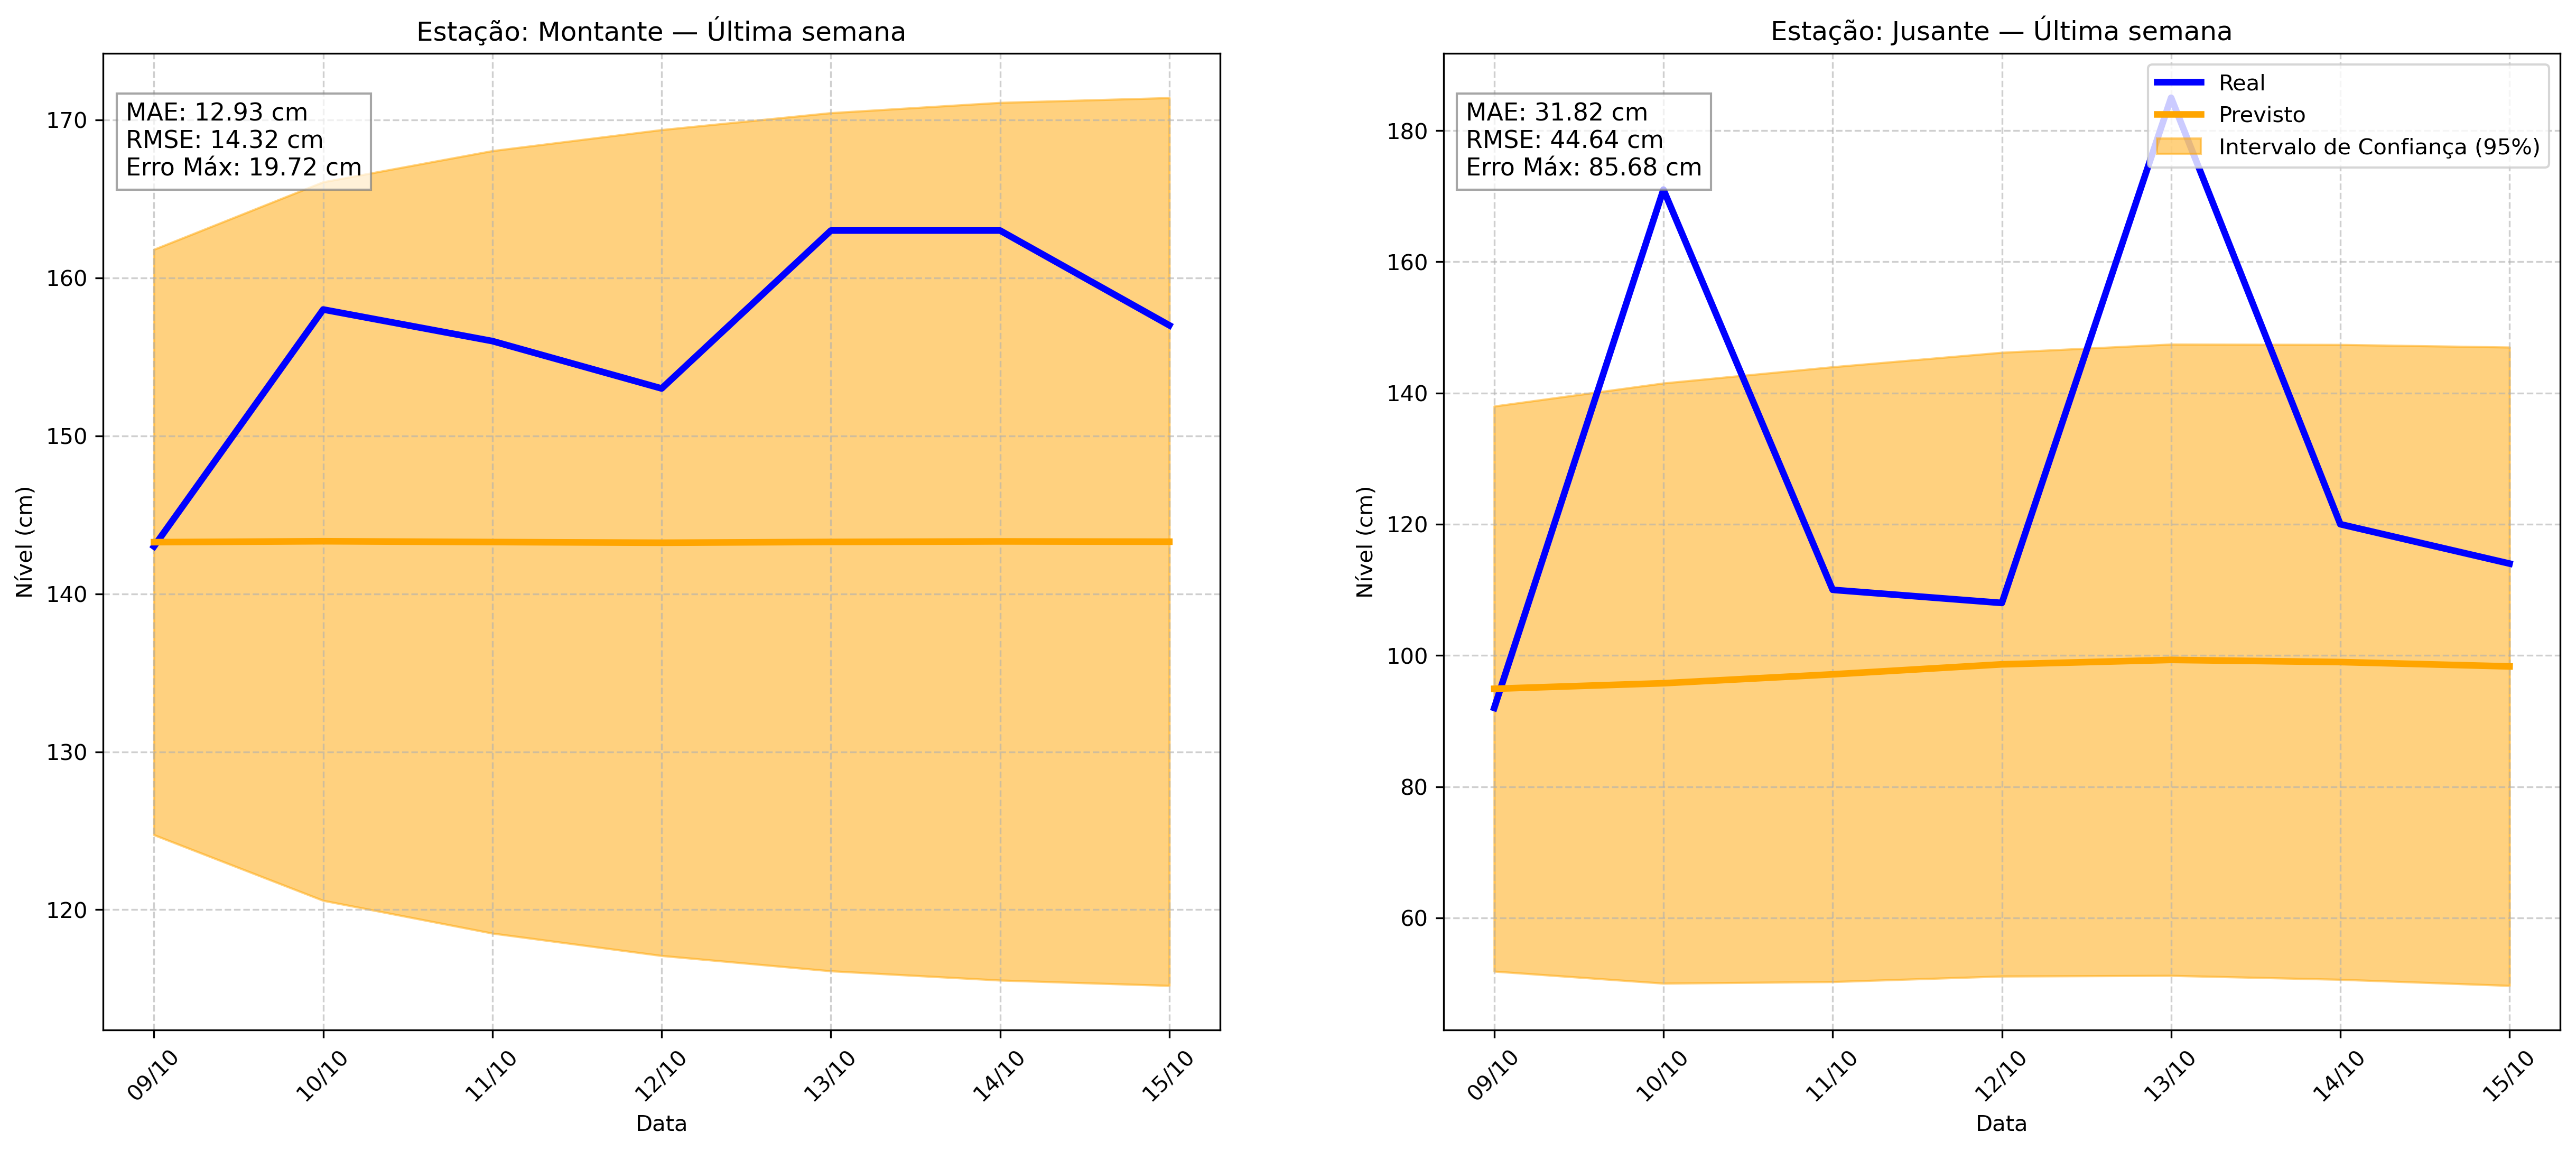 Estação: Montante — Última semana
MAE: 12.93 cm
RMSE: 14.32 cm
Erro Máx: 19.72 cm
Nível (cm)
170
160
150
140
130
120
09/10
10/10
11/10
12/10
13/10
14/10
15/10
Data
Estação: Jusante — Última semana
MAE: 31.82 cm
RMSE: 44.64 cm
Erro Máx: 85.68 cm
Real
Previsto
Intervalo de Confiança (95%)
Nível (cm)
180
160
140
120
100
80
60
09/10
10/10
11/10
12/10
13/10
14/10
15/10
Data